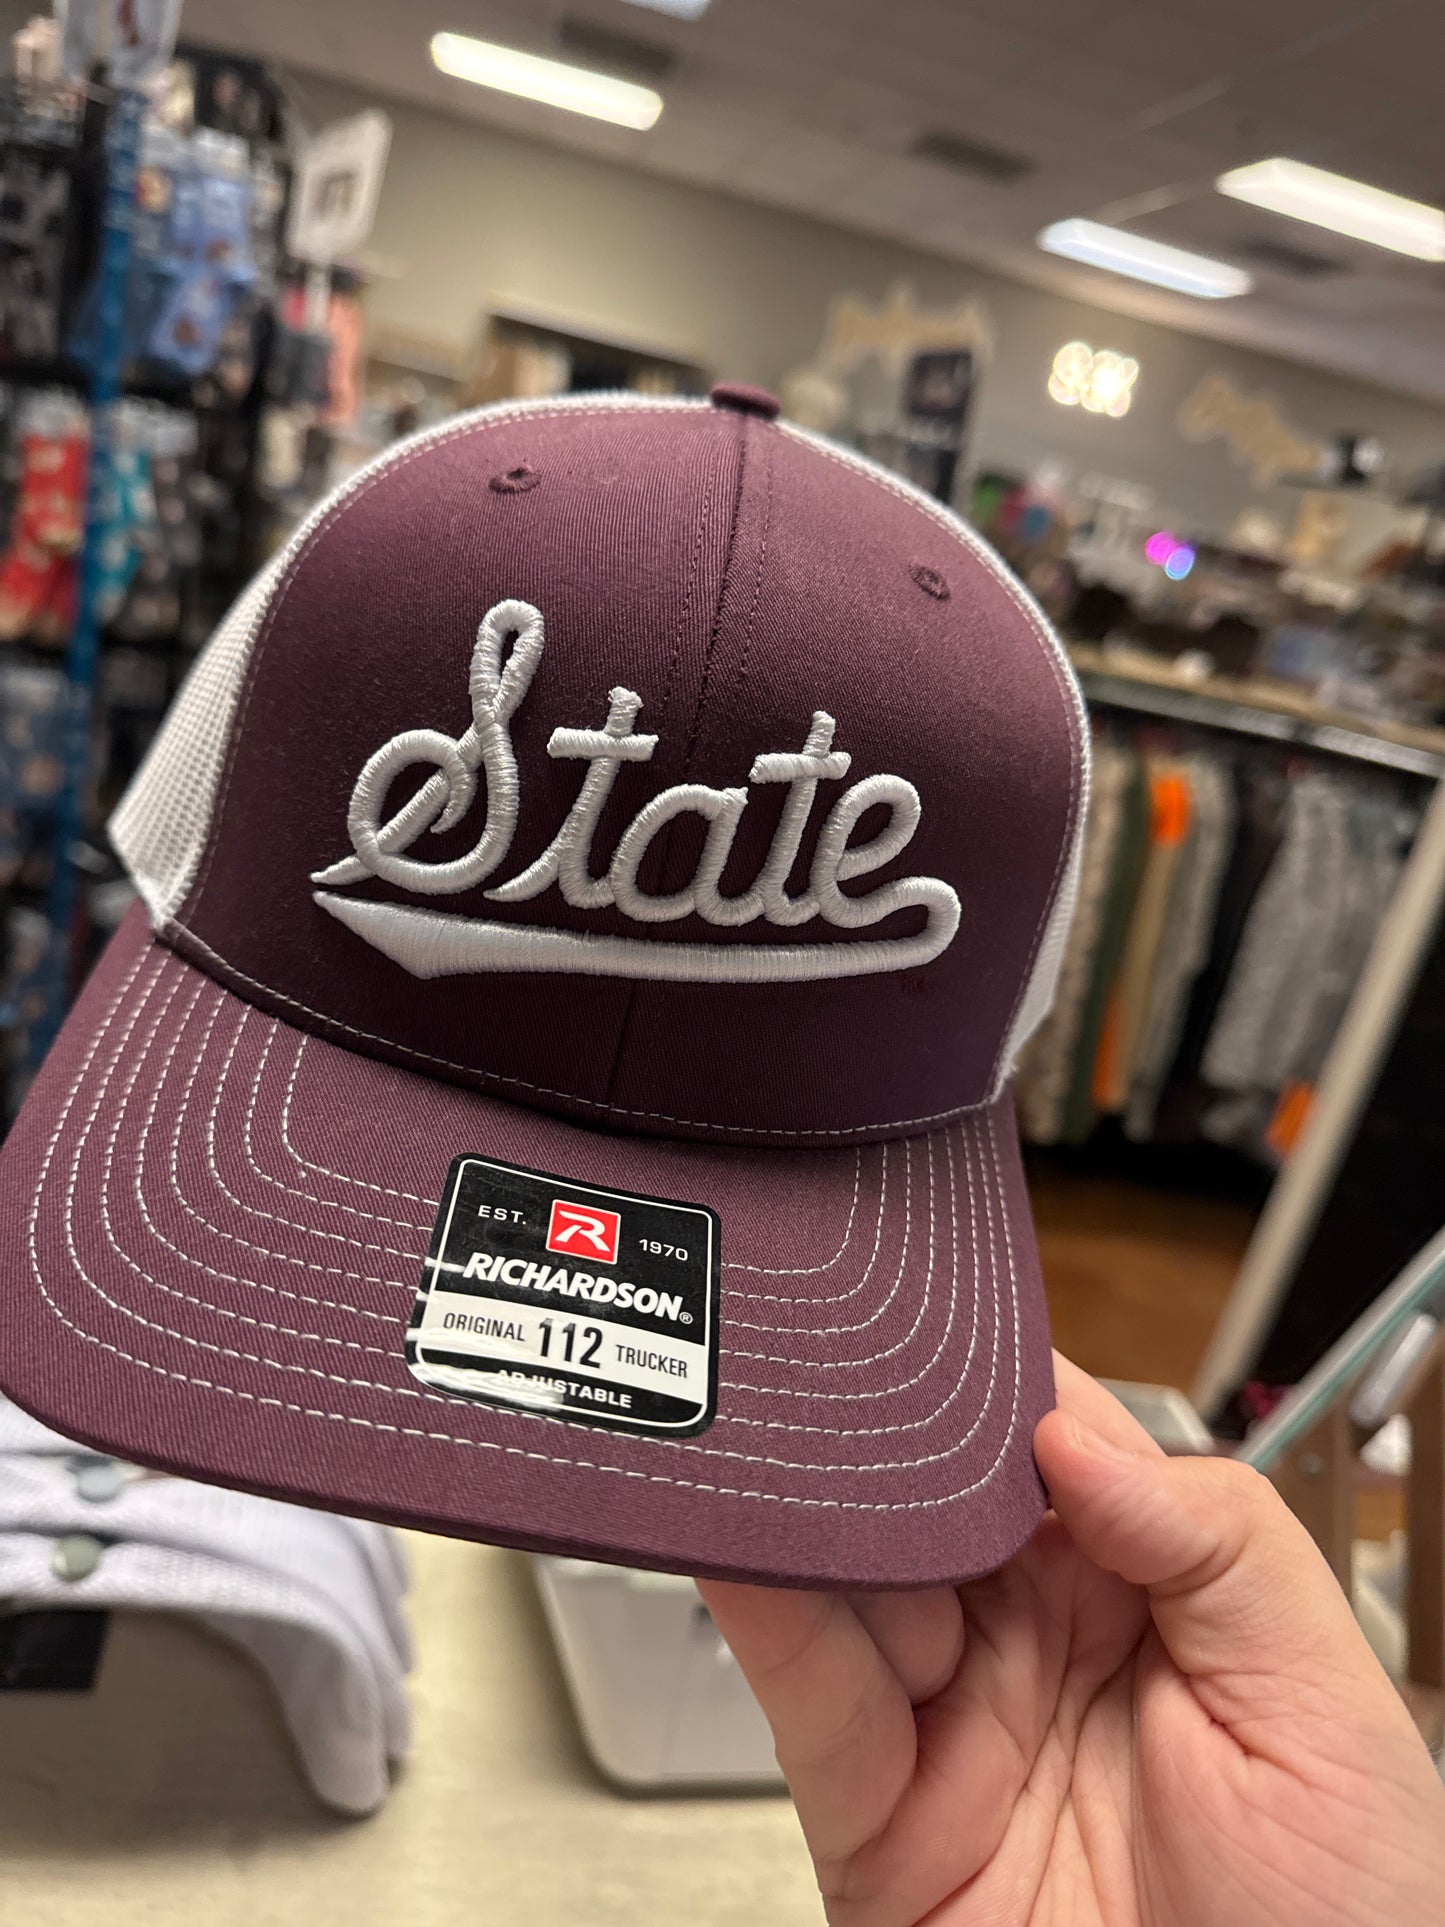 State
EST. R 1970
RICHARDSON®
ORIGINAL 112 TRUCKER
ADJUSTABLE